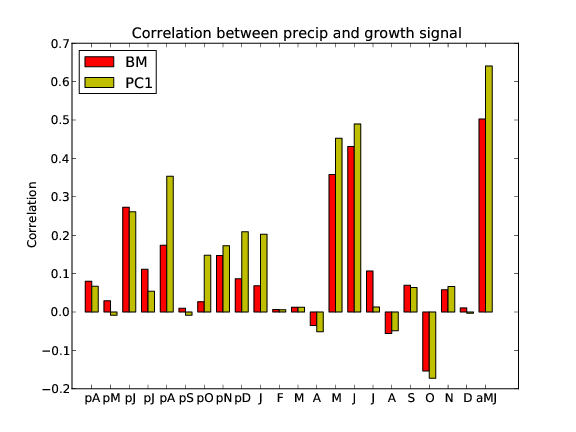 Correlation between precip and growth signal
BM
PC1
Correlation
0.7
0.6
0.5
0.4
0.3
0.2
0.1
0.0
−0.1
−0.2
pA pM pJ pJ pA pS pO pN pD J F M A M J J A S O N D aMJ